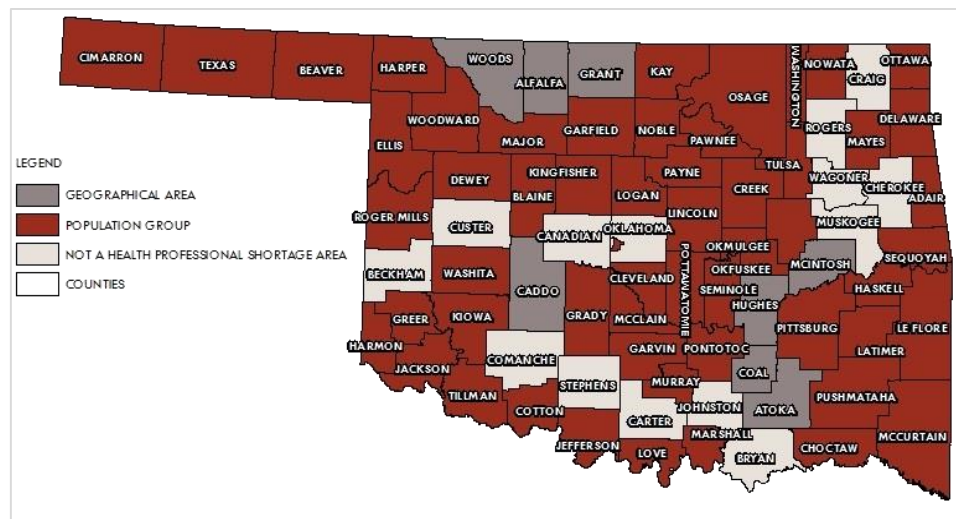 CIMARRON
TEXAS
BEAVER
HARPER
WOODS
ALFALFA
GRANT
KAY
OSAGE
WASHINGTON
NOWATA
CRAIG
OTTAWA
WOODWARD
ELLIS
MAJOR
GARFIELD
NOBLE
PAWNEE
ROGERS
MAYES
DELAWARE
LEGEND
GEOGRAPHICAL AREA
POPULATION GROUP
NOT A HEALTH PROFESSIONAL SHORTAGE AREA
COUNTIES
DEWEY
BLAINE
KINGFISHER
LOGAN
PAYNE
CREEK
TULSA
WAGONER
CHEROKEE
ADAIR
ROGER MILLS
CUSTER
CANADIAN
OKLAHOMA
LINCOLN
OKMULGEE
MUSKOGEE
SEQUOYAH
BECKHAM
WASHITA
CADDO
GRADY
CLEVELAND
MCCLAIN
POTTAWATOMIE
SEMINOLE
OKFUSKEE
HUGHES
MCINTOSH
HASKELL
LE FLORE
GREER
KIOWA
HARMON
JACKSON
COMANCHE
GARVIN
PONTOTOC
PITTSBURG
LATIMER
TILLMAN
COTTON
STEPHENS
MURRAY
COAL
ATOKA
PUSHMATAHA
JEFFERSON
CARTER
JOHNSTON
LOVE
MARSHALL
BRYAN
CHOCTAW
MCCURTAIN